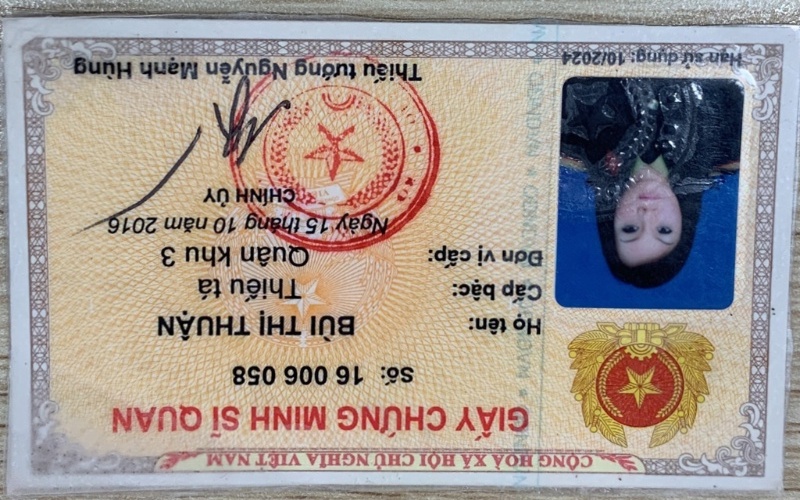 CỘNG HOÀ XÃ HỘI CHỦ NGHĨA VIỆT NAM
GIẤY CHỨNG MINH SĨ QUAN
Số: 16 006 058
Họ tên: BÙI THỊ THUẬN
Cấp bậc: Thiếu tá
Đơn vị cấp: Quân khu 3
Ngày 15 tháng 10 năm 2016
CHÍNH ỦY
Thiếu tướng Nguyễn Mạnh Hùng
Hạn sử dụng: 10/2024